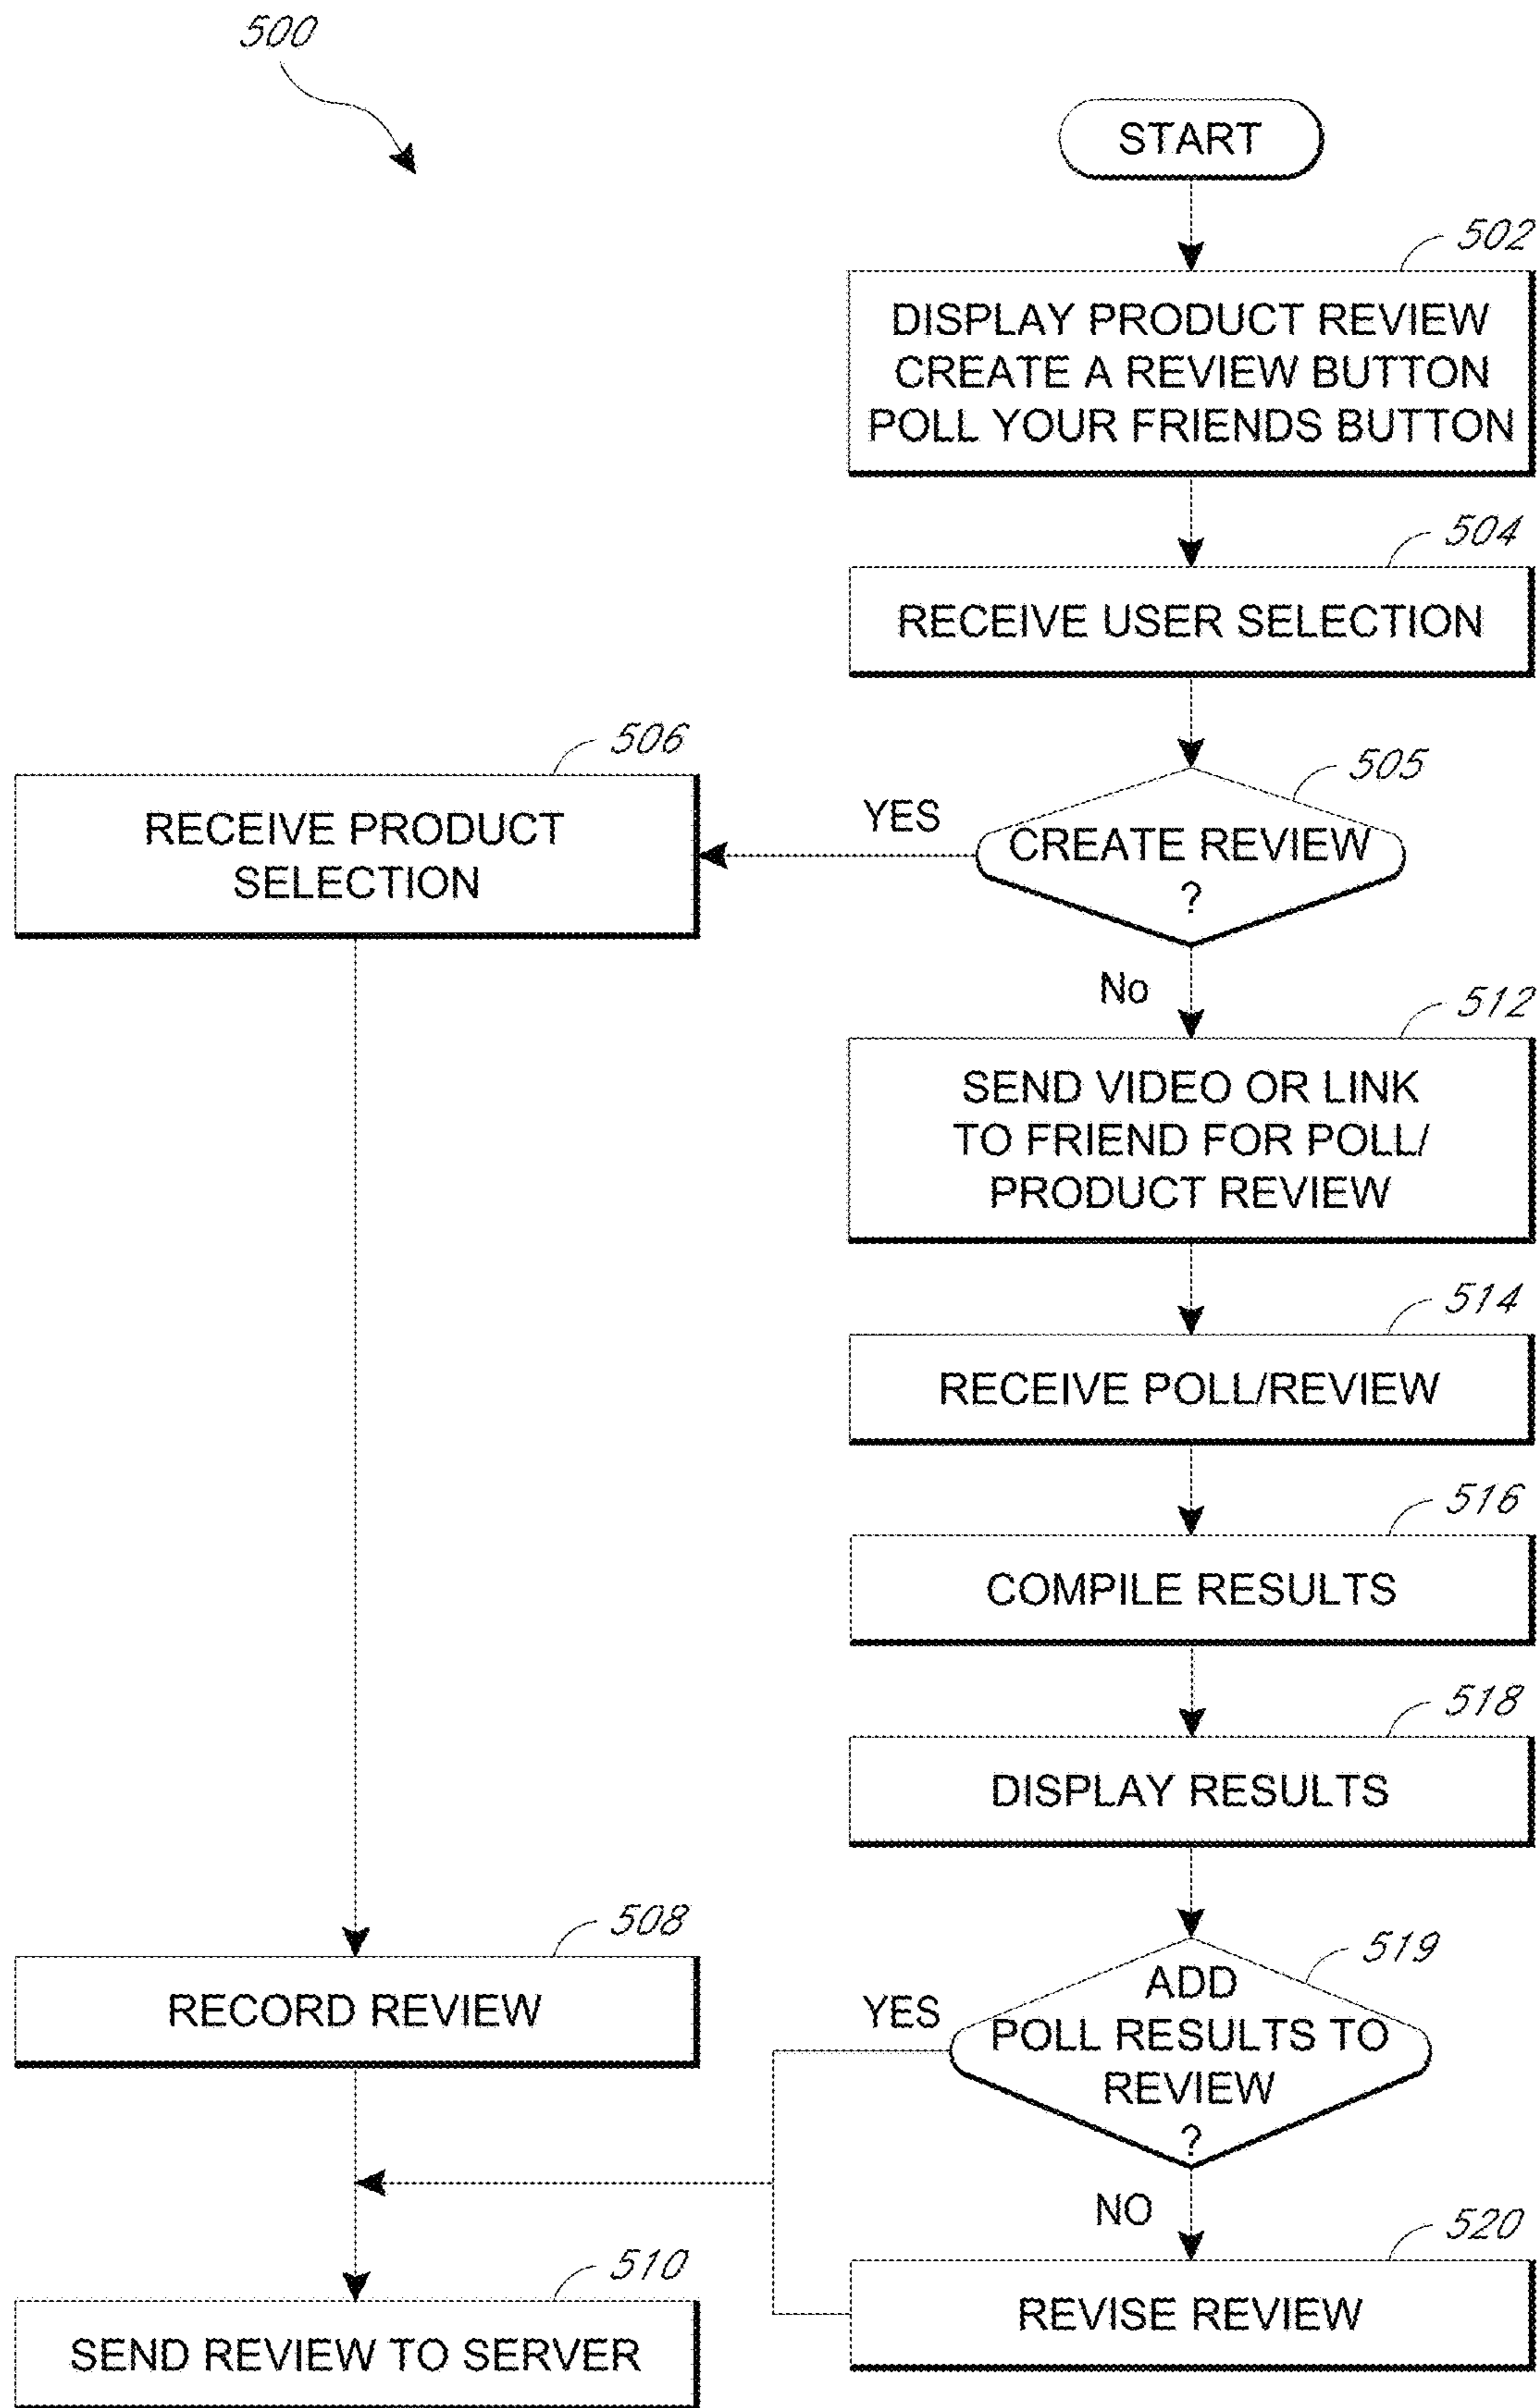 500
START
502
DISPLAY PRODUCT REVIEW
CREATE A REVIEW BUTTON
POLL YOUR FRIENDS BUTTON
504
RECEIVE USER SELECTION
505
CREATE REVIEW
?
YES
506
RECEIVE PRODUCT
SELECTION
No
512
SEND VIDEO OR LINK
TO FRIEND FOR POLL/
PRODUCT REVIEW
514
RECEIVE POLL/REVIEW
516
COMPILE RESULTS
518
DISPLAY RESULTS
508
RECORD REVIEW
519
ADD
POLL RESULTS TO
REVIEW
?
YES
NO
520
REVISE REVIEW
510
SEND REVIEW TO SERVER